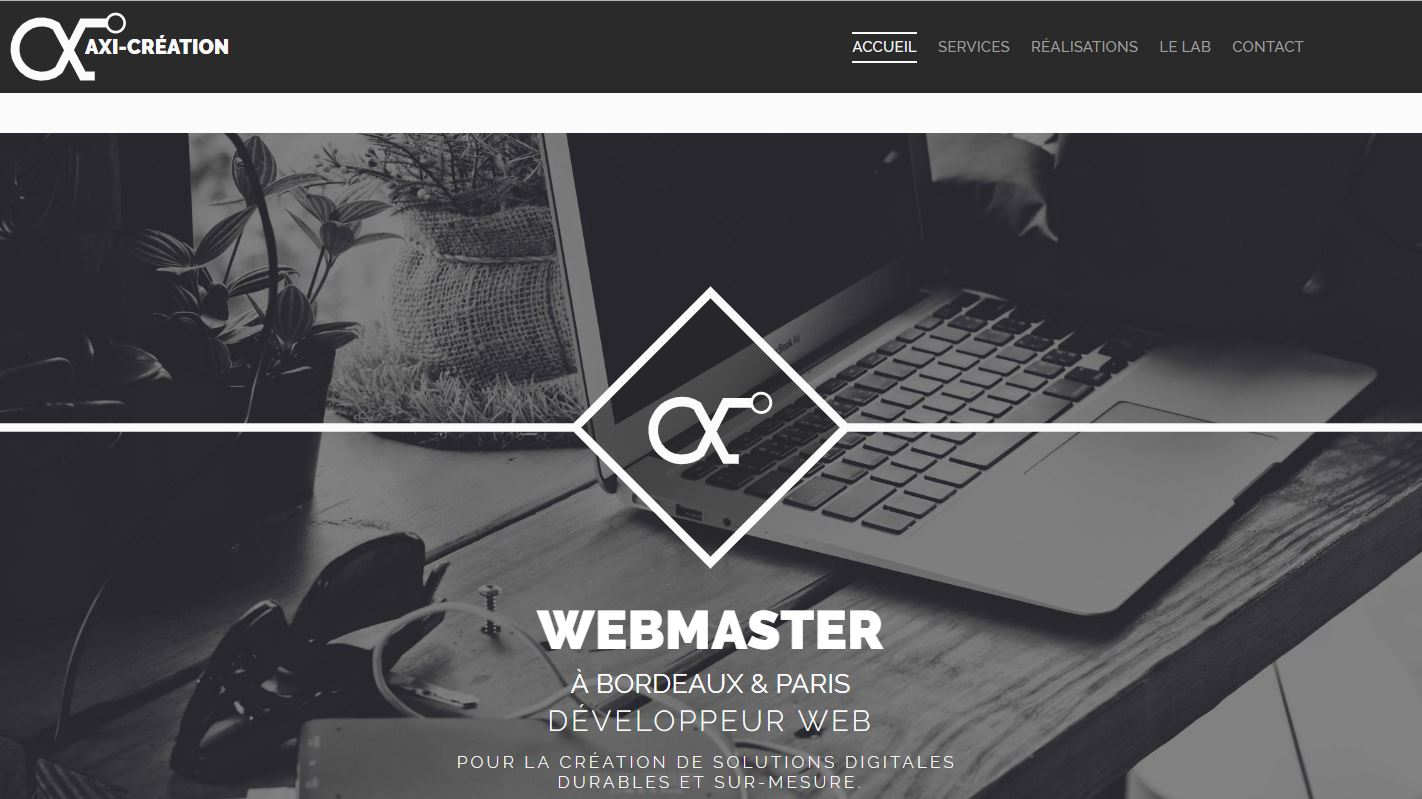 AXI-CRÉATION
ACCUEIL SERVICES RÉALISATIONS LE LAB CONTACT
WEBMASTER
À BORDEAUX & PARIS
DÉVELOPPEUR WEB
POUR LA CRÉATION DE SOLUTIONS DIGITALES
DURABLES ET SUR-MESURE.